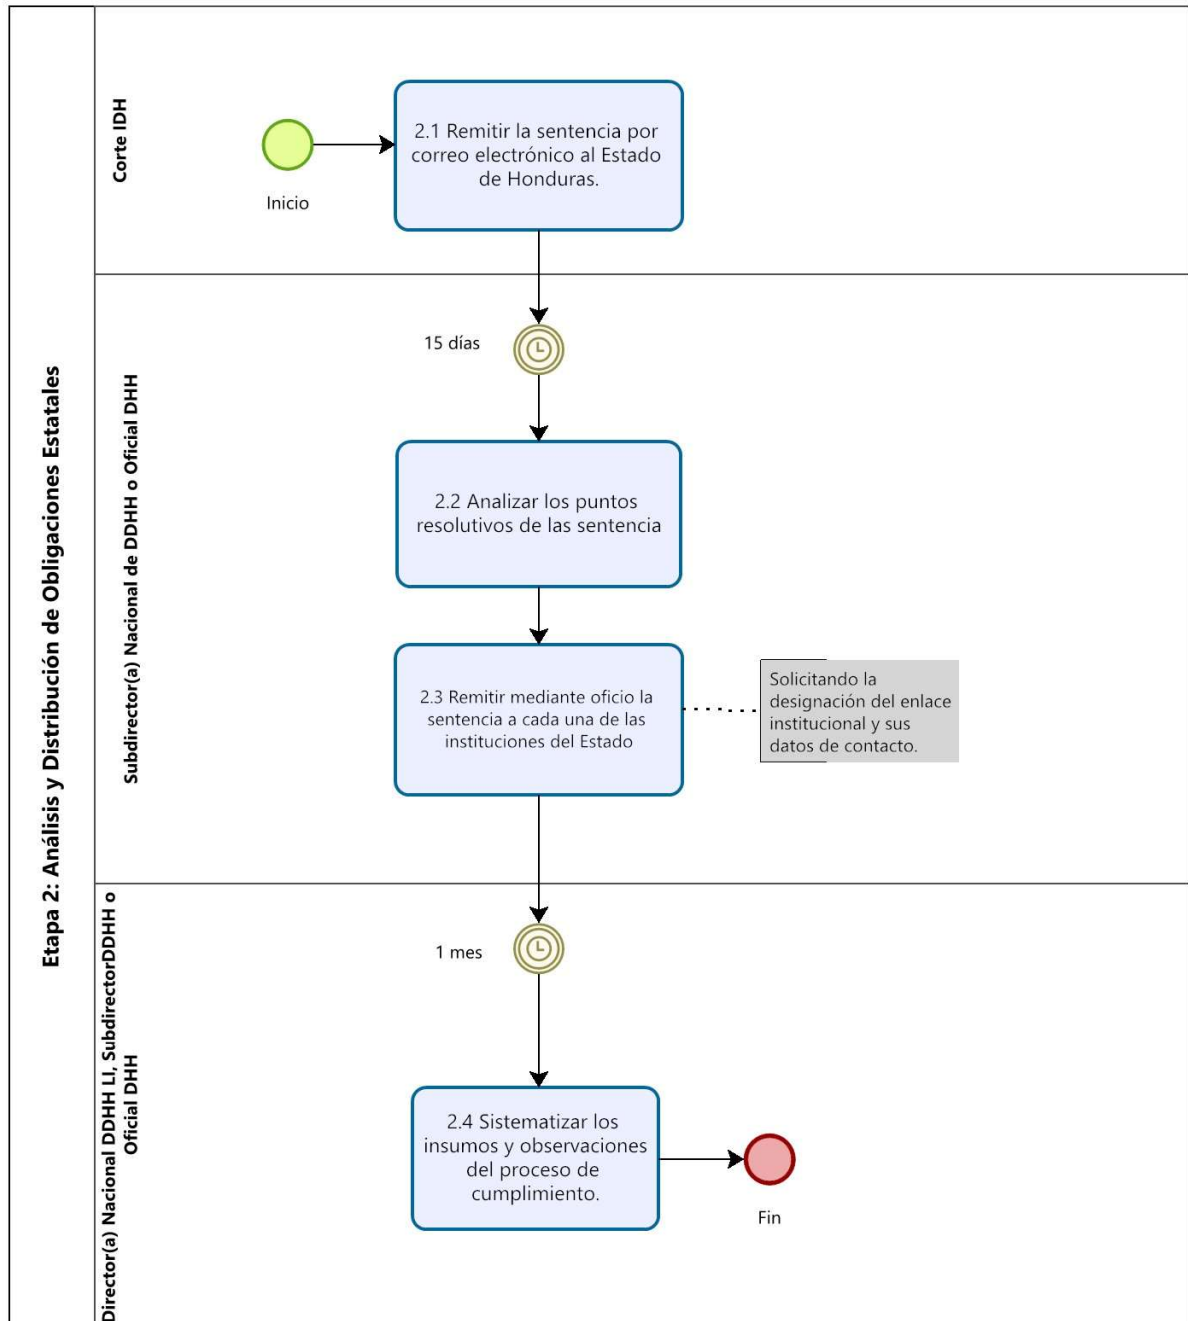 Etapa 2: Análisis y Distribución de Obligaciones Estatales
Corte IDH
Inicio
2.1 Remitir la sentencia por
correo electrónico al Estado
de Honduras.
Subdirector(a) Nacional de DDHH o Oficial DHH
15 días
2.2 Analizar los puntos
resolutivos de las sentencia
2.3 Remitir mediante oficio la
sentencia a cada una de las
instituciones del Estado
Solicitando la
designación del enlace
institucional y sus
datos de contacto.
Director(a) Nacional DDHH LI, SubdirectorDDHH o
Oficial DHH
1 mes
2.4 Sistematizar los
insumos y observaciones
del proceso de
cumplimiento.
Fin